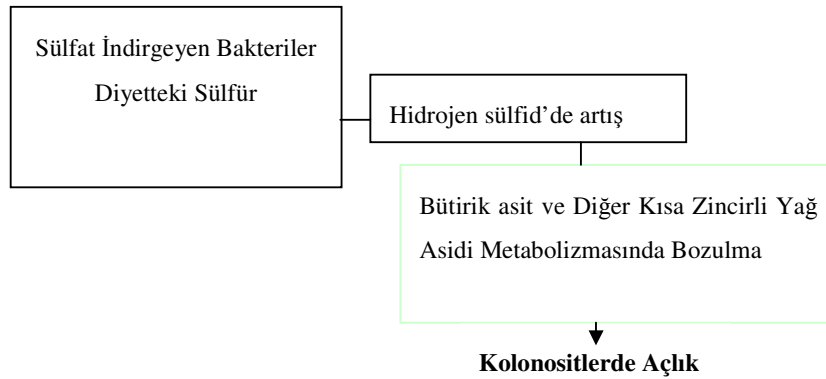 Sülfat İndirgeyen Bakteriler
Diyetteki Sülfür
Hidrojen sülfid’de artış
Bütirik asit ve Diğer Kısa Zincirli Yağ
Asidi Metabolizmasında Bozulma
Kolonositlerde Açlık